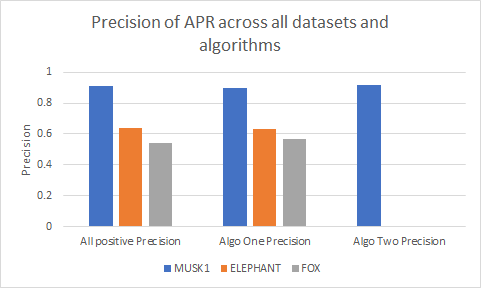 Precision of APR across all datasets and
algorithms
1
0.8
0.6
0.4
0.2
0
Precision
All positive Precision
Algo One Precision
Algo Two Precision
MUSK1
ELEPHANT
FOX